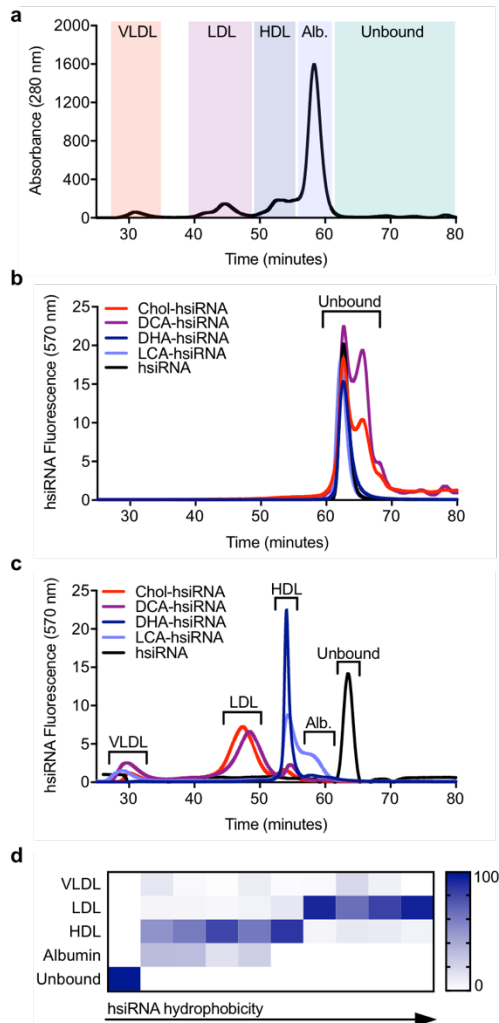 a
VLDL LDL HDL Alb. Unbound
2000
1600
1200
800
400
0
Absorbance (280 nm)
30 40 50 60 70 80
Time (minutes)
b
Unbound
25
20
15
10
5
0
hsiRNA Fluorescence (570 nm)
Chol-hsiRNA
DCA-hsiRNA
DHA-hsiRNA
LCA-hsiRNA
hsiRNA
30 40 50 60 70 80
Time (minutes)
c
HDL
25
20
15
10
5
0
hsiRNA Fluorescence (570 nm)
Chol-hsiRNA
DCA-hsiRNA
DHA-hsiRNA
LCA-hsiRNA
hsiRNA
Unbound
LDL
Alb.
VLDL
30 40 50 60 70 80
Time (minutes)
d
VLDL
LDL
HDL
Albumin
Unbound
100
0
hsiRNA hydrophobicity